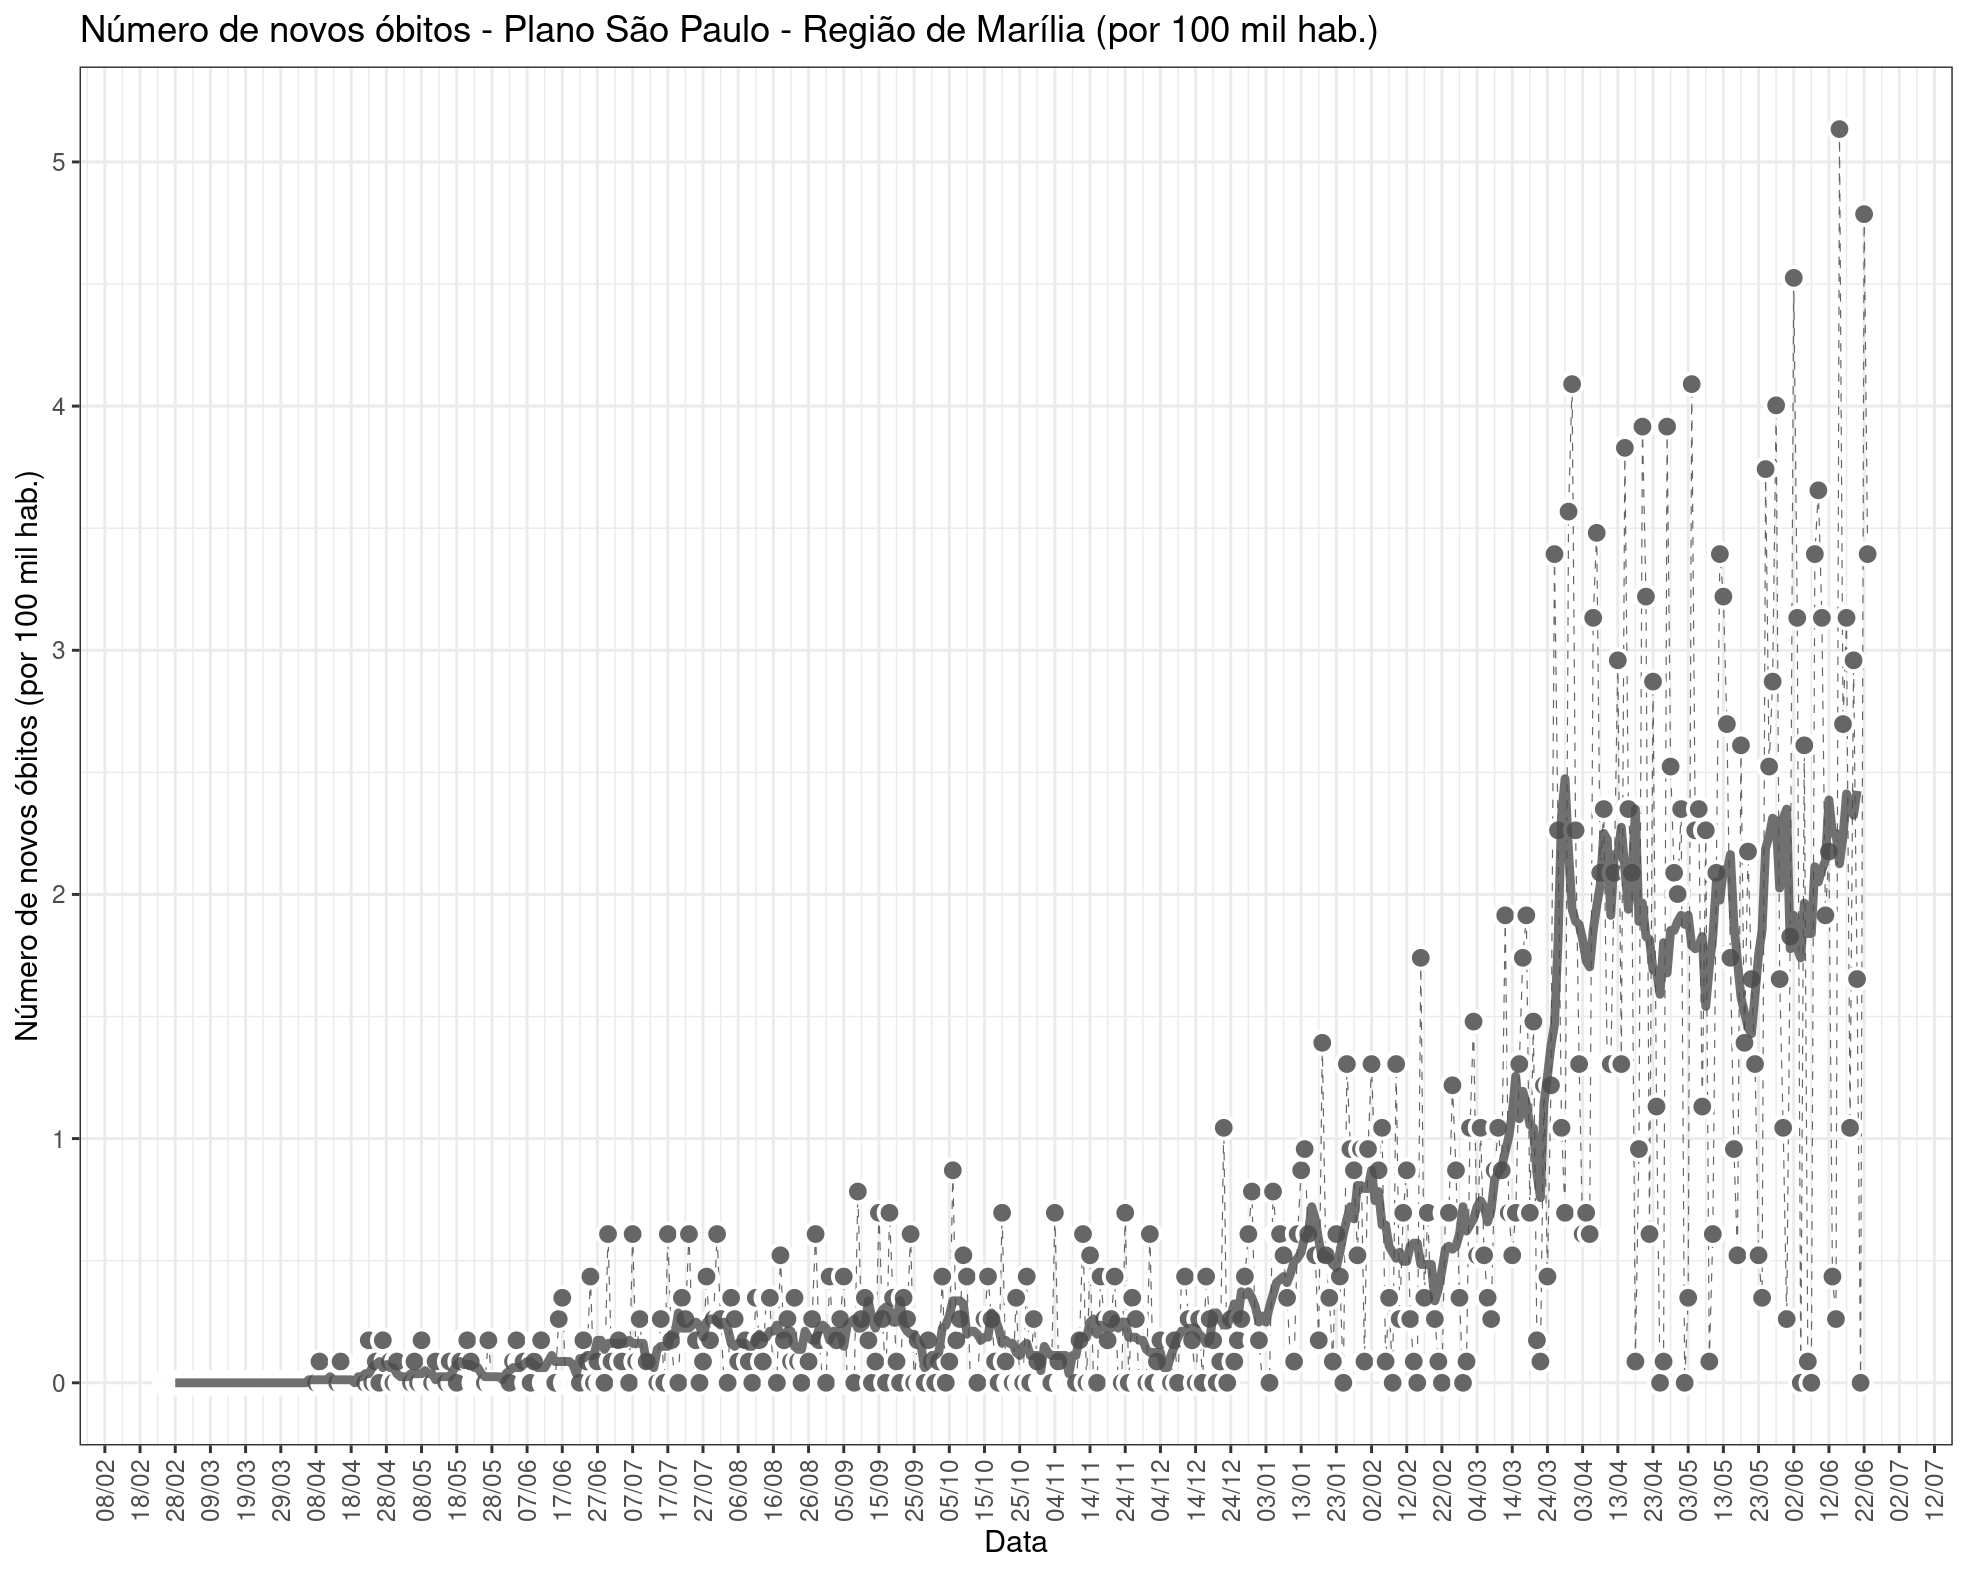 Número de novos óbitos - Plano São Paulo - Região de Marília (por 100 mil hab.)
Número de novos óbitos (por 100 mil hab.)
5
4
3
2
1
0
08/02 18/02 28/02 09/03 19/03 29/03 08/04 18/04 28/04 08/05 18/05 28/05 07/06 17/06 27/06 07/07 17/07 27/07 06/08 16/08 26/08 05/09 15/09 25/09 05/10 15/10 25/10 04/11 14/11 24/11 04/12 14/12 24/12 03/01 13/01 23/01 02/02 12/02 22/02 04/03 14/03 24/03 03/04 13/04 23/04 03/05 13/05 23/05 02/06 12/06 22/06 02/07 12/07
Data